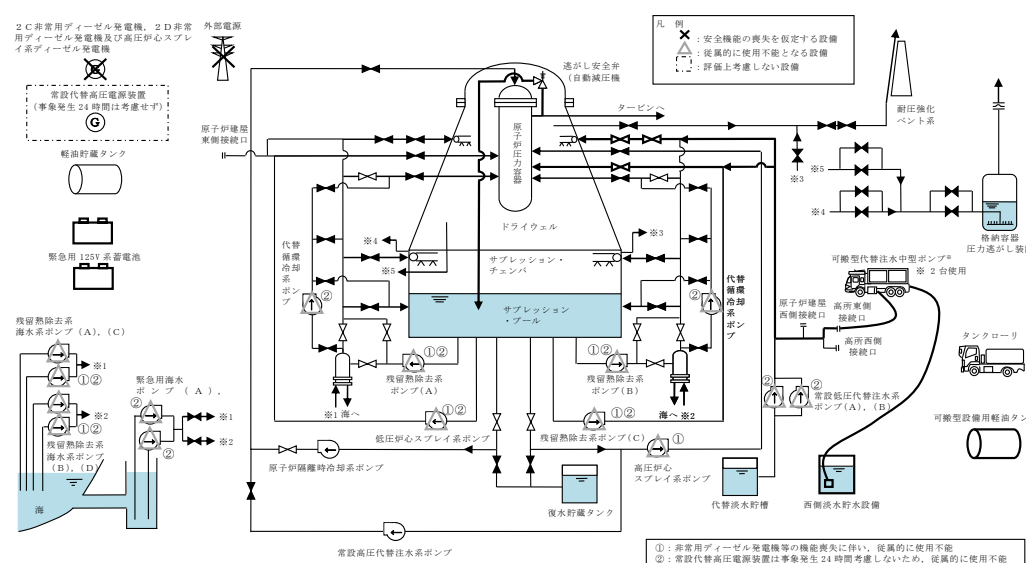 2C非常用ディーゼル発電機，2D非常
用ディーゼル発電機及び高圧炉心スプレ
イ系ディーゼル発電機
外部電源
常設代替高圧電源装置
(事象発生24時間は考慮せず)
G
軽油貯蔵タンク
緊急用125V系蓄電池
凡 例
：安全機能の喪失を仮定する設備
：従属的に使用不能となる設備
：評価上考慮しない設備
逃がし安全弁
(自動減圧機
タービンへ
原子炉建屋
東側接続口
原子炉圧力容器
ドライウェル
耐圧強化
ベント系
※3
※5
※4
格納容器
圧力逃がし装
代替循環冷却系ポンプ
②
※4
※5
サプレッション・
チェンバ
※3
サプレッション
・プール
代替循環冷却系ポンプ
②
可搬型代替注水中型ポンプ※
※ 2台使用
原子炉建屋
西側接続口
高所東側
接続口
高所西側
接続口
タンクローリ
残留熱除去系
海水系ポンプ(A)，(C)
※1
①②
※2
①②
残留熱除去系
海水系ポンプ
(B)，(D)
緊急用海水
ポンプ(A)，
②
②
※1
※2
海
①②
残留熱除去系
ポンプ(A)
※1 海へ
①②
低圧炉心スプレイ系ポンプ
①②
残留熱除去系
ポンプ(B)
海へ ※2
①②
残留熱除去系ポンプ(C)
②
②
常設低圧代替注水系
ポンプ(A)，(B)
可搬型設備用軽油タン
原子炉隔離時冷却系ポンプ
①
高圧炉心
スプレイ系ポンプ
復水貯蔵タンク
代替淡水貯槽
西側淡水貯水設備
常設高圧代替注水系ポンプ
①：非常用ディーゼル発電機等の機能喪失に伴い，従属的に使用不能
②：常設代替高圧電源装置は事象発生24時間考慮しないため，従属的に使用不能